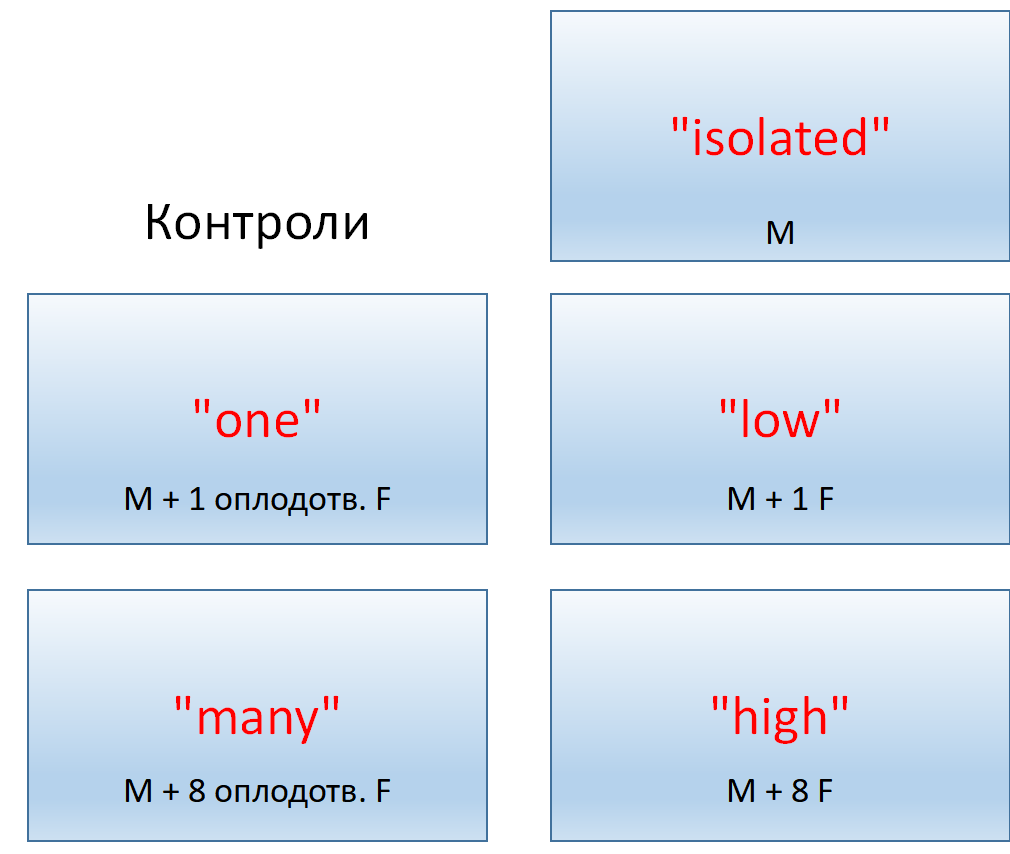 "isolated"
М
Контроли
"one"
М + 1 оплодотв. F
"low"
М + 1 F
"many"
М + 8 оплодотв. F
"high"
М + 8 F